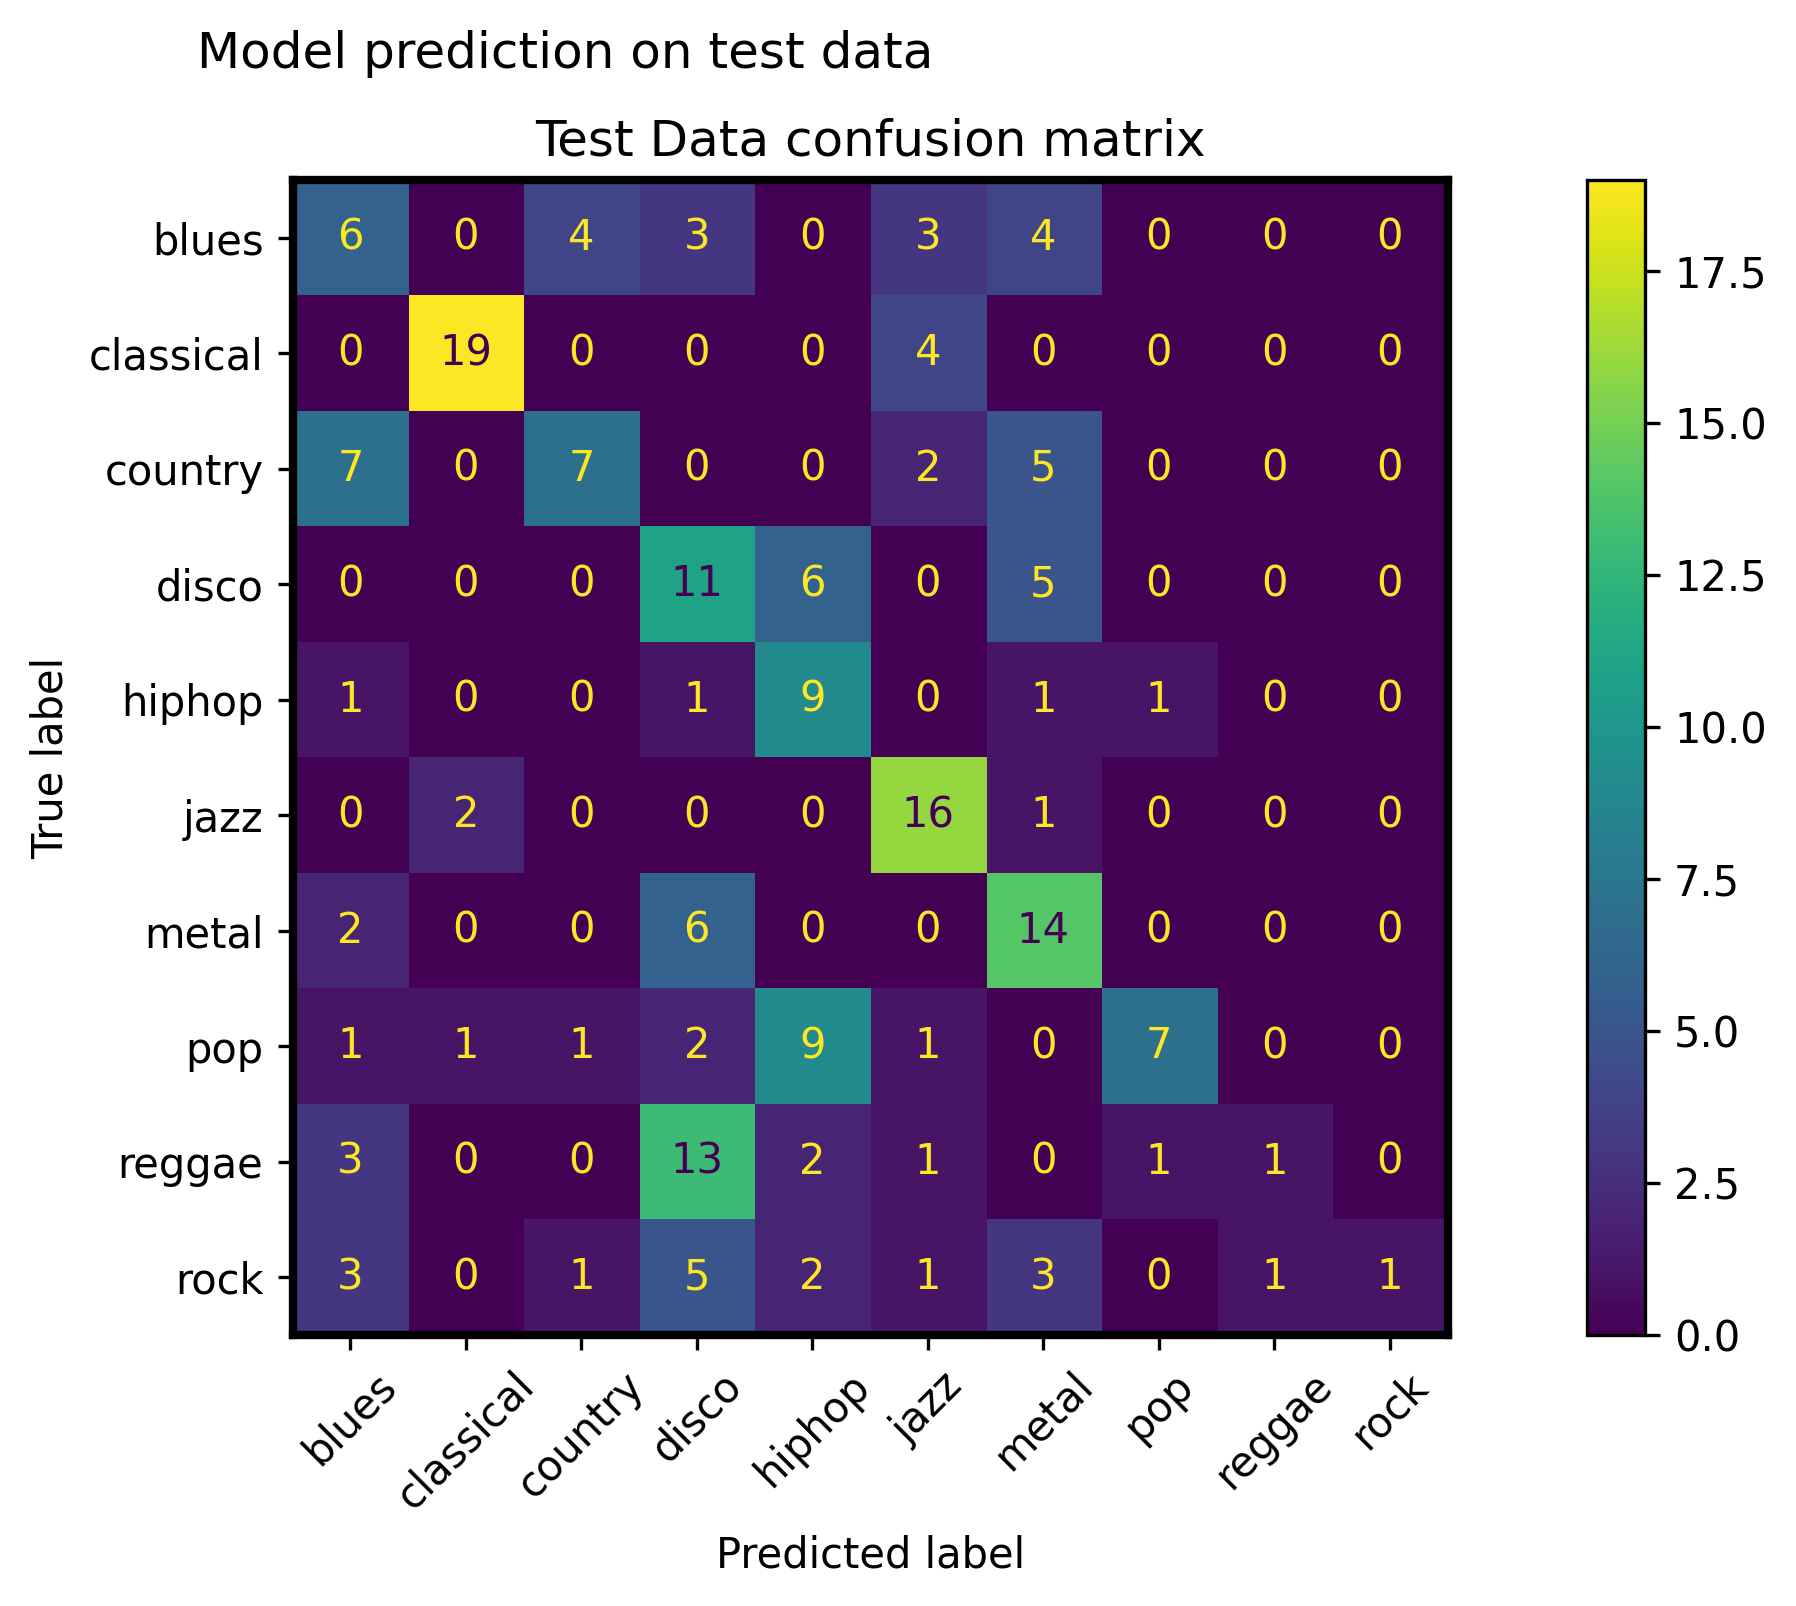 Model prediction on test data
Test Data confusion matrix
blues 6 0 4 3 0 3 4 0 0 0
classical 0 19 0 0 0 4 0 0 0 0
country 7 0 7 0 0 2 5 0 0 0
disco 0 0 0 11 6 0 5 0 0 0
hiphop 1 0 0 1 9 0 1 1 0 0
jazz 0 2 0 0 0 16 1 0 0 0
metal 2 0 0 6 0 0 14 0 0 0
pop 1 1 1 2 9 1 0 7 0 0
reggae 3 0 0 13 2 1 0 1 1 0
rock 3 0 1 5 2 1 3 0 1 1
True label
blues classical country disco hiphop jazz metal pop reggae rock
Predicted label
17.5
15.0
12.5
10.0
7.5
5.0
2.5
0.0